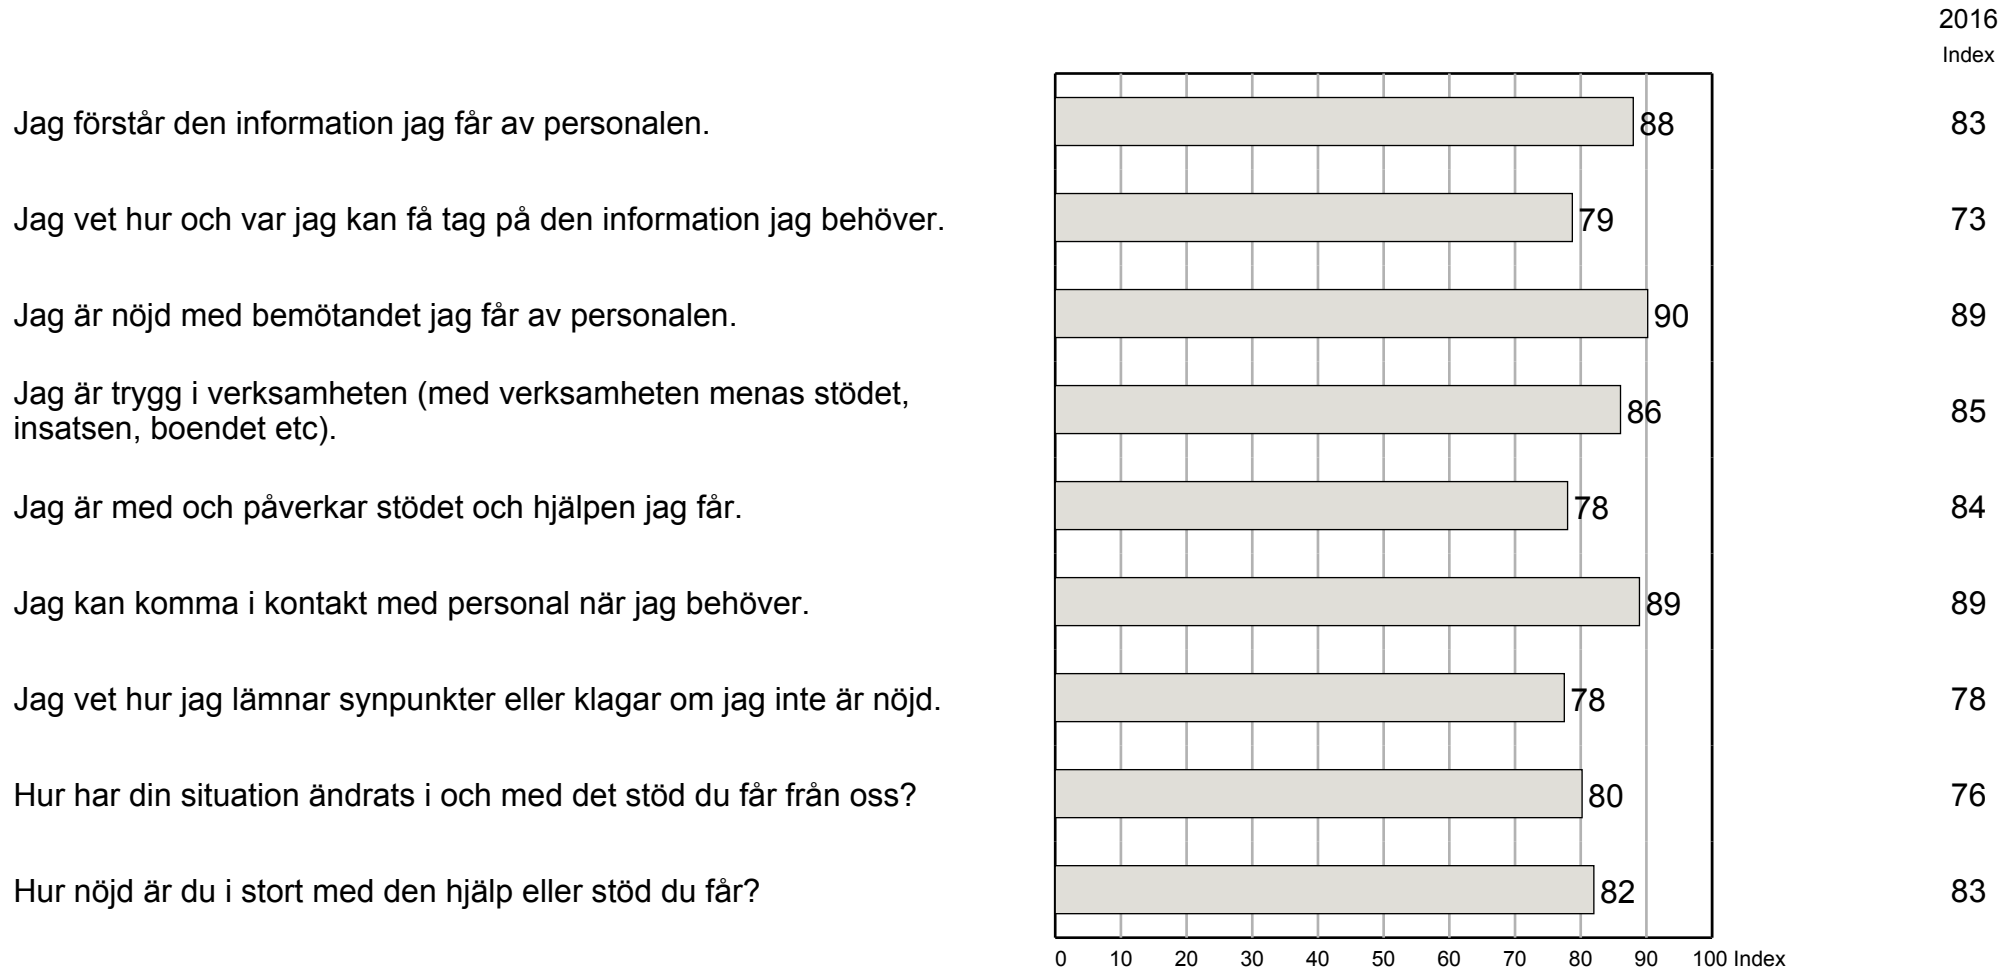 2016
Index
Jag förstår den information jag får av personalen.
88
83
Jag vet hur och var jag kan få tag på den information jag behöver.
79
73
Jag är nöjd med bemötandet jag får av personalen.
90
89
Jag är trygg i verksamheten (med verksamheten menas stödet,
insatsen, boendet etc).
86
85
Jag är med och påverkar stödet och hjälpen jag får.
78
84
Jag kan komma i kontakt med personal när jag behöver.
89
89
Jag vet hur jag lämnar synpunkter eller klagar om jag inte är nöjd.
78
78
Hur har din situation ändrats i och med det stöd du får från oss?
80
76
Hur nöjd är du i stort med den hjälp eller stöd du får?
82
83
0 10 20 30 40 50 60 70 80 90 100 Index